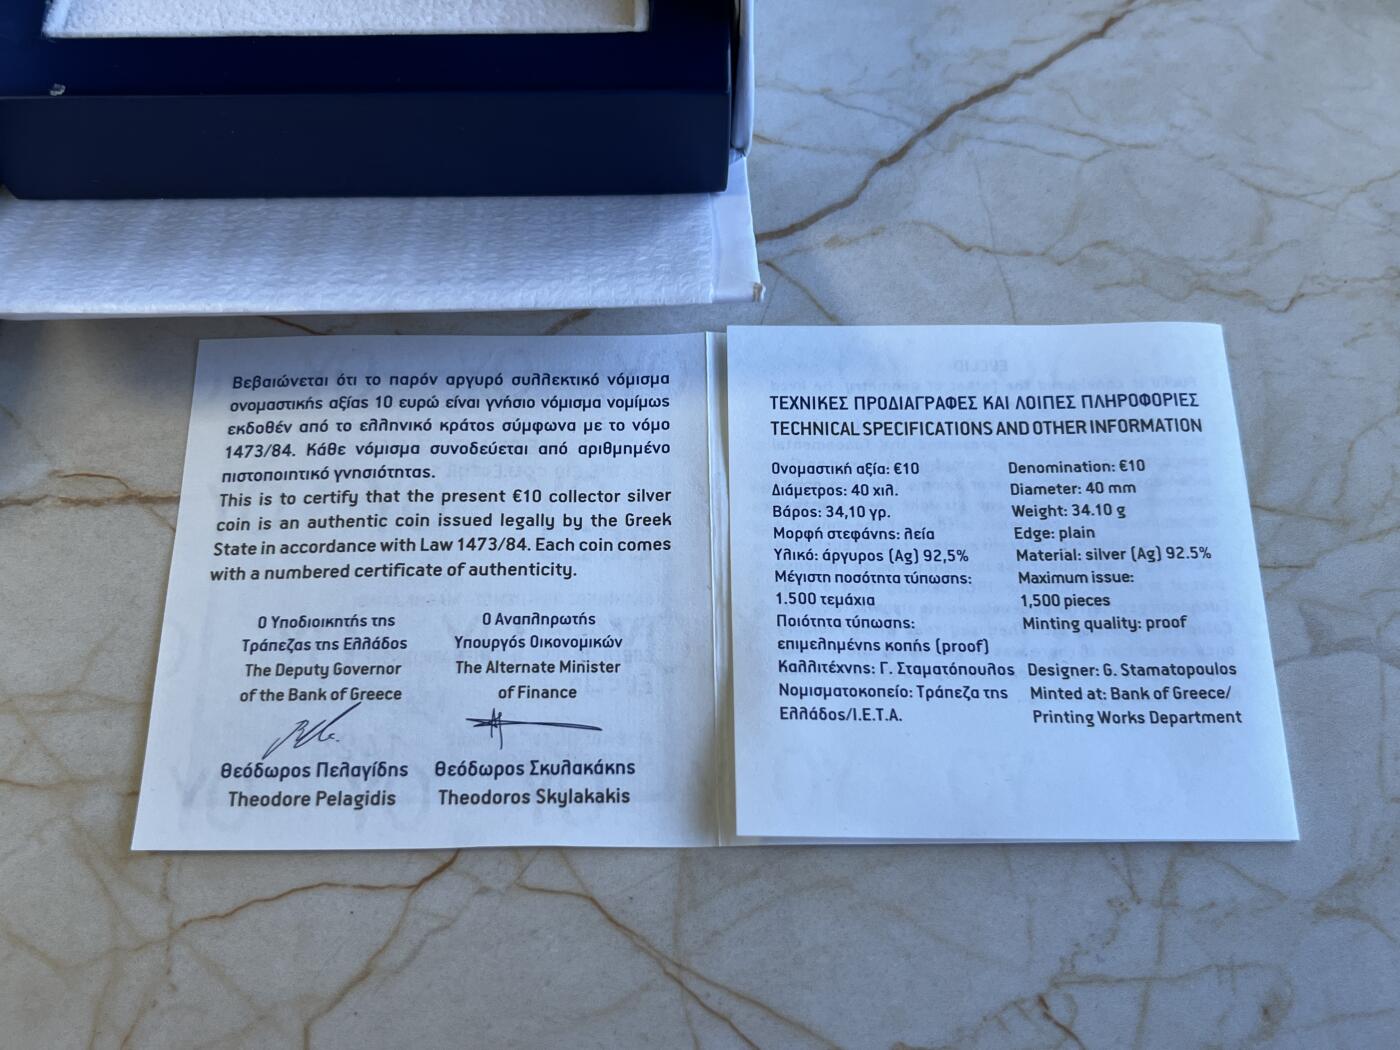 Βεβαιώνεται ότι το παρόν αργυρό συλλεκτικό νόμισμα
ονομαστικής αξίας 10 ευρώ είναι γνήσιο νόμισμα νομίμως
εκδοθέν από το ελληνικό κράτος σύμφωνα με το νόμο
1473/84. Κάθε νόμισμα συνοδεύεται από αριθμημένο
πιστοποιητικό γνησιότητας.
This is to certify that the present €10 collector silver
coin is an authentic coin issued legally by the Greek
State in accordance with Law 1473/84. Each coin comes
with a numbered certificate of authenticity.
Ο Υποδιοικητής της
Τράπεζας της Ελλάδος
The Deputy Governor
of the Bank of Greece
Θεόδωρος Πελαγίδης
Theodore Pelagidis
Ο Αναπληρωτής
Υπουργός Οικονομικών
The Alternate Minister
of Finance
Θεόδωρος Σκυλακάκης
Theodoros Skylakakis
ΤΕΧΝΙΚΕΣ ΠΡΟΔΙΑΓΡΑΦΕΣ ΚΑΙ ΛΟΙΠΕΣ ΠΛΗΡΟΦΟΡΙΕΣ
TECHNICAL SPECIFICATIONS AND OTHER INFORMATION
Ονομαστική αξία: €10
Διάμετρος: 40 χιλ.
Βάρος: 34,10 γρ.
Μορφή στεφάνης: λεία
Υλικό: άργυρος (Ag) 92,5%
Μέγιστη ποσότητα τύπωσης:
1.500 τεμάχια
Ποιότητα τύπωσης:
επιμελημένης κοπής (proof)
Καλλιτέχνης: Γ. Σταματόπουλος
Νομισματοκοπείο: Τράπεζα της
Ελλάδος/Ι.Ε.Τ.Α.
Denomination: €10
Diameter: 40 mm
Weight: 34.10 g
Edge: plain
Material: silver (Ag) 92.5%
Maximum issue:
1,500 pieces
Minting quality: proof
Designer: G. Stamatopoulos
Minted at: Bank of Greece/
Printing Works Department